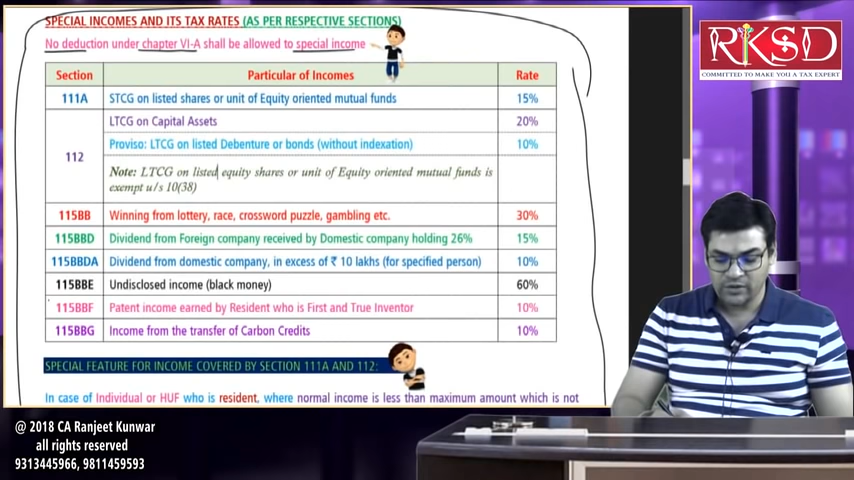 SPECIAL INCOMES AND ITS TAX RATES (AS PER RESPECTIVE SECTIONS)
No deduction under chapter VI-A shall be allowed to special income
Section Particular of Incomes Rate
111A STCG on listed shares or unit of Equity oriented mutual funds 15%
112 LTCG on Capital Assets 20%
Proviso: LTCG on listed Debenture or bonds (without indexation) 10%
Note: LTCG on listed equity shares or unit of Equity oriented mutual funds is
exempt u/s 10(38)
115BB Winning from lottery, race, crossword puzzle, gambling etc. 30%
115BBD Dividend from Foreign company received by Domestic company holding 26% 15%
115BBDA Dividend from domestic company, in excess of ₹ 10 lakhs (for specified person) 10%
115BBE Undisclosed income (black money) 60%
115BBF Patent income earned by Resident who is First and True Inventor 10%
115BBG Income from the transfer of Carbon Credits 10%
SPECIAL FEATURE FOR INCOME COVERED BY SECTION 111A AND 112:
In case of Individual or HUF who is resident, where normal income is less than maximum amount which is not
RKSD
COMMITTED TO MAKE YOU A TAX EXPERT
@ 2018 CA Ranjeet Kunwar
all rights reserved
9313445966, 9811459593